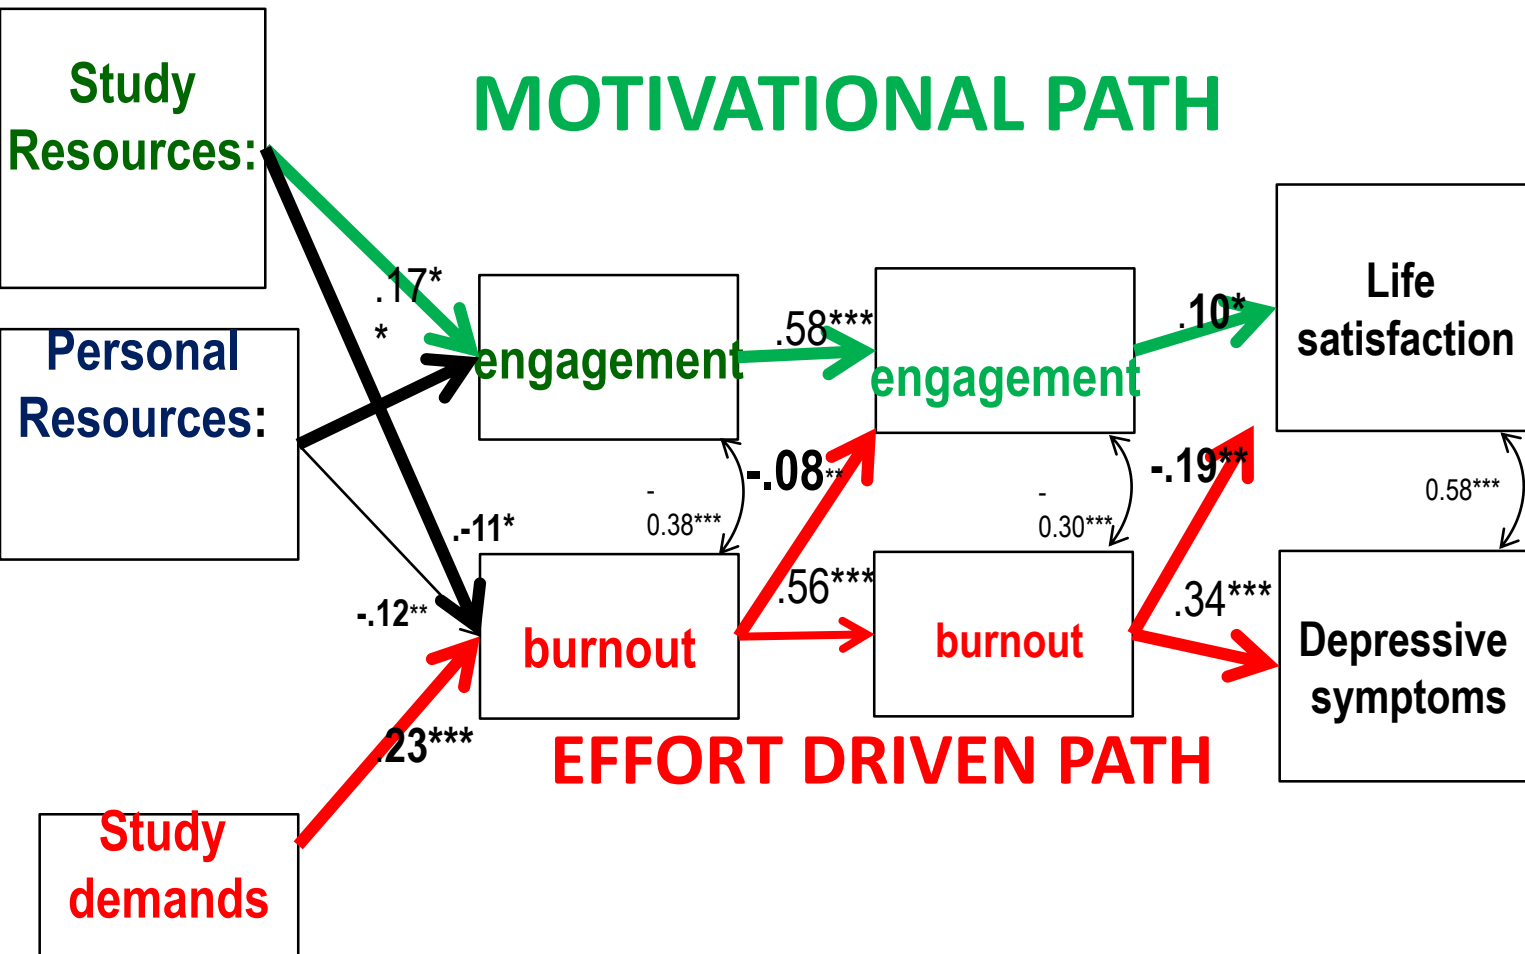 Study
Resources:
MOTIVATIONAL PATH
Personal
Resources:
.17*
*
engagement
.58***
engagement
.10*
Life
satisfaction
-.08**
-
0.38***
-
0.30***
-.19**
0.58***
.-11*
-.12**
burnout
.56***
burnout
.34***
Depressive
symptoms
.23***
EFFORT DRIVEN PATH
Study
demands